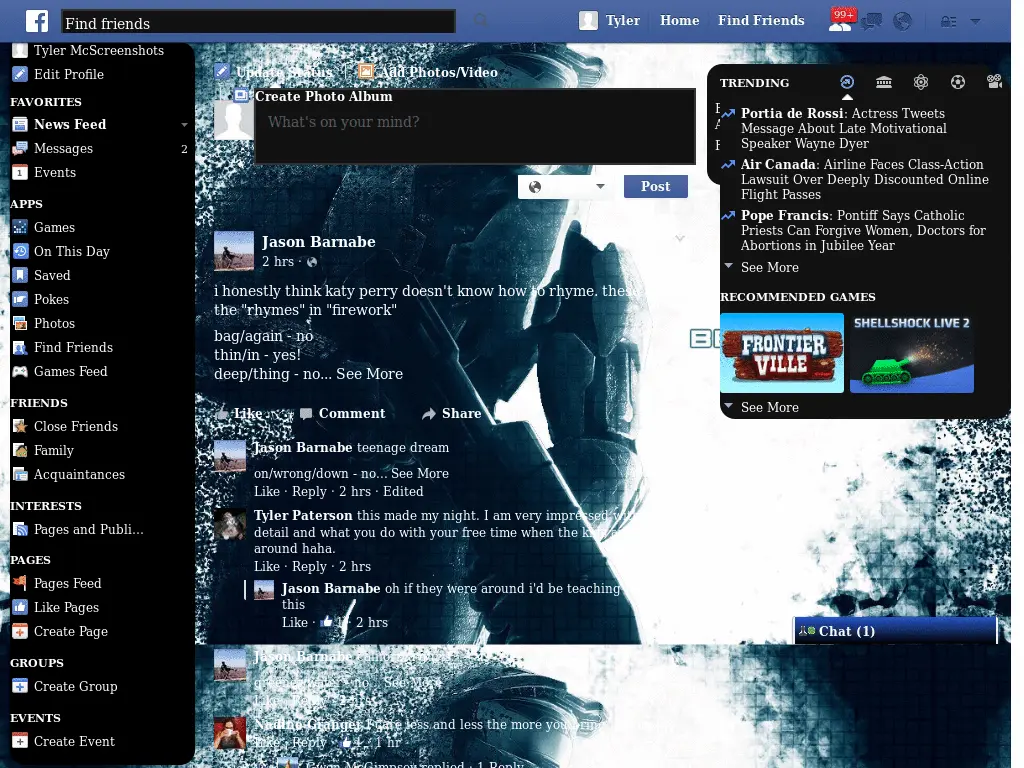 Find friends
Tyler
Home
Find Friends
99+
Tyler McScreenshots
Edit Profile
FAVORITES
News Feed
Messages 2
Events
APPS
Games
On This Day
Saved
Pokes
Photos
Find Friends
Games Feed
FRIENDS
Close Friends
Family
Acquaintances
INTERESTS
Pages and Publi...
PAGES
Pages Feed
Like Pages
Create Page
GROUPS
Create Group
EVENTS
Create Event
Update Status
Add Photos/Video
Create Photo Album
What's on your mind?
Post
Jason Barnabe
2 hrs ·
i honestly think katy perry doesn't know how to rhyme. these
the "rhymes" in "firework"
bag/again - no
thin/in - yes!
deep/thing - no... See More
Like
Comment
Share
Jason Barnabe teenage dream
on/wrong/down - no... See More
Like · Reply · 2 hrs · Edited
Tyler Paterson this made my night. I am very impressed
detail and what you do with your free time when the
around haha.
Like · Reply · 2 hrs
Jason Barnabe oh if they were around i'd be teaching
this
Like · 1 · 2 hrs
Jason Barnabe
no... See More
Nadine Granger I care less and less the more you
Like · Reply · 1 hr
Gwen McGimpsey replied · 1 Reply
TRENDING
Portia de Rossi: Actress Tweets
Message About Late Motivational
Speaker Wayne Dyer
Air Canada: Airline Faces Class-Action
Lawsuit Over Deeply Discounted Online
Flight Passes
Pope Francis: Pontiff Says Catholic
Priests Can Forgive Women, Doctors for
Abortions in Jubilee Year
See More
RECOMMENDED GAMES
FRONTIER
VILLE
SHELLSHOCK LIVE 2
See More
Chat (1)